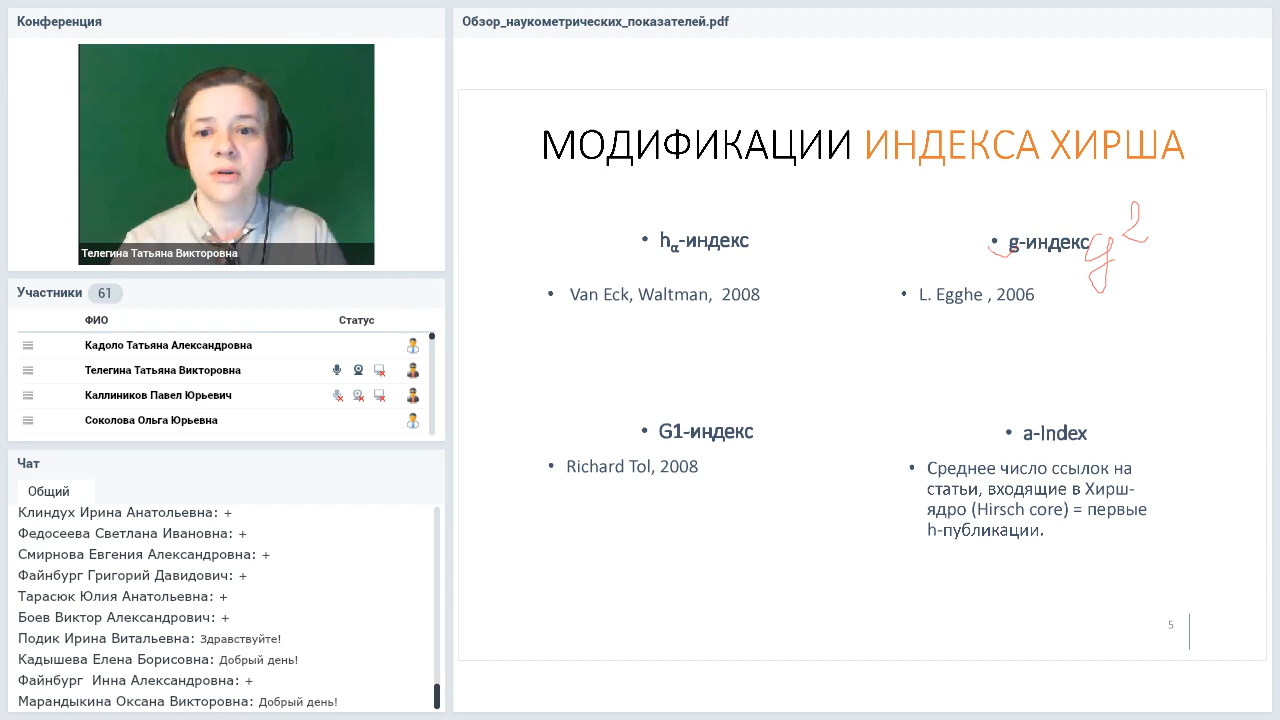 Конференция
Телегина Татьяна Викторовна
Участники 61
ФИО Статус
Кадоло Татьяна Александровна
Телегина Татьяна Викторовна
Каллиников Павел Юрьевич
Соколова Ольга Юрьевна
Чат
Общий
Клиндух Ирина Анатольевна: +
Федосеева Светлана Ивановна: +
Смирнова Евгения Александровна: +
Файнбург Григорий Давидович: +
Тарасюк Юлия Анатольевна: +
Боев Виктор Александрович: +
Подик Ирина Витальевна: Здравствуйте!
Кадышева Елена Борисовна: Добрый день!
Файнбург Инна Александровна: +
Марандыкина Оксана Викторовна: Добрый день!
Обзор_наукометрических_показателей.pdf
МОДИФИКАЦИИ ИНДЕКСА ХИРША
• hα-индекс
• Van Eck, Waltman, 2008
• g-индекс g²
• L. Egghe , 2006
• G1-индекс
• Richard Tol, 2008
• a-index
• Среднее число ссылок на
статьи, входящие в Хирш-
ядро (Hirsch core) = первые
h-публикации.
5